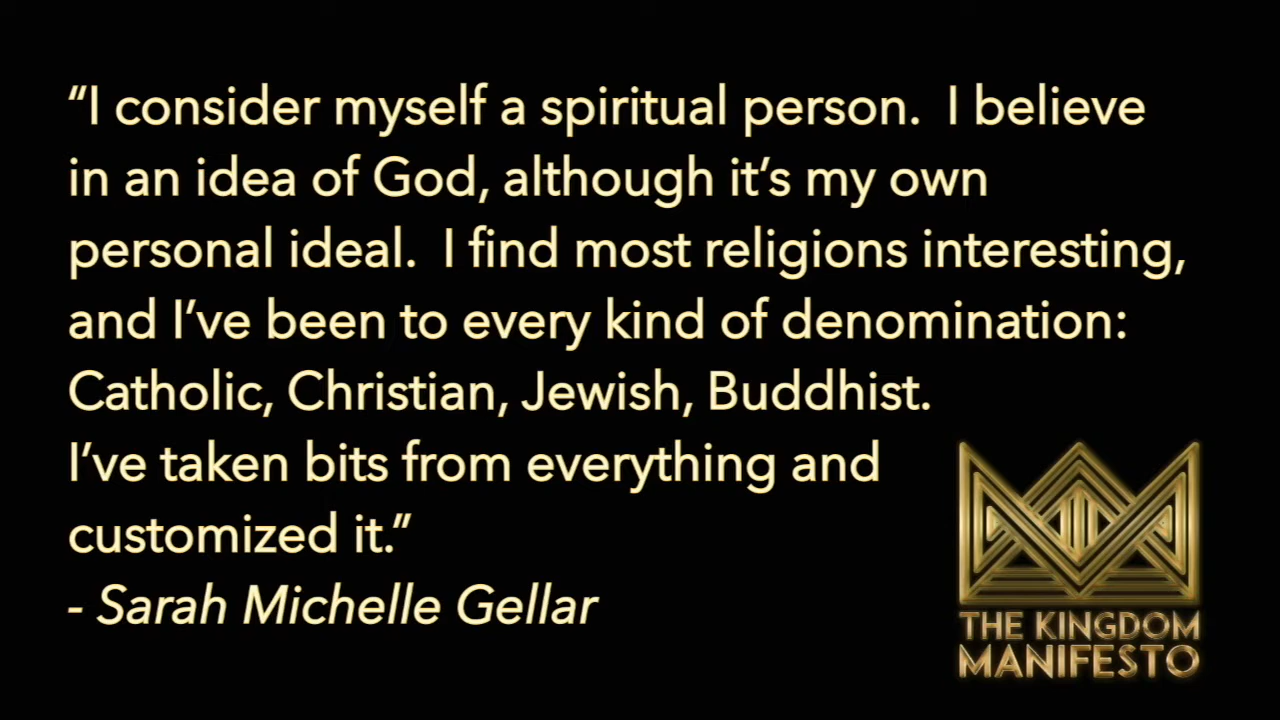 “I consider myself a spiritual person.  I believe
in an idea of God, although it’s my own
personal ideal.  I find most religions interesting,
and I’ve been to every kind of denomination:
Catholic, Christian, Jewish, Buddhist.
I’ve taken bits from everything and
customized it.”
- Sarah Michelle Gellar
THE KINGDOM
MANIFESTO